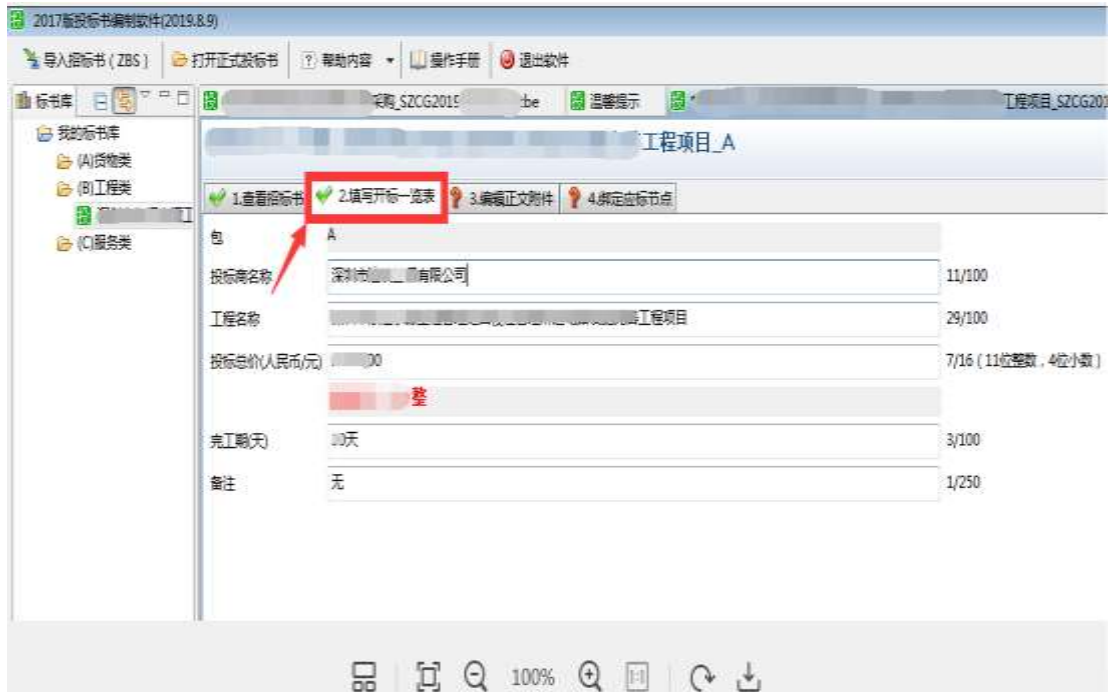 2017版投标书编制软件(2019.8.9)
导入招标书(ZBS) 打开正式投标书 帮助内容 操作手册 退出软件
标书库 采购_SZCG2019 :be 温馨提示 工程项目_SZCG201
我的标书库
(A)货物类
(B)工程类
(C)服务类
工程项目_A
1.查看招标书 2.填写开标一览表 3.编辑正文附件 4.绑定应标节点
包 A
投标商名称 深圳市 有限公司 11/100
工程名称 工程项目 29/100
投标总价(人民币/元) 00 7/16(11位整数,4位小数)
整
完工期(天) 0天 3/100
备注 无 1/250
100%